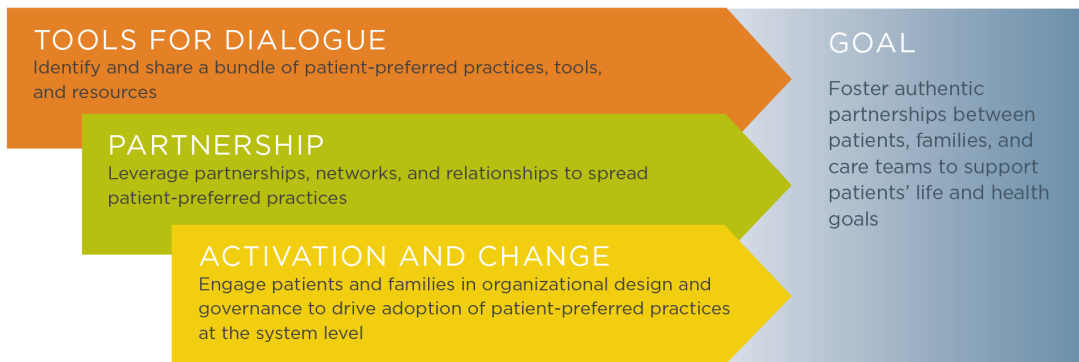 TOOLS FOR DIALOGUE
Identify and share a bundle of patient-preferred practices, tools,
and resources
PARTNERSHIP
Leverage partnerships, networks, and relationships to spread
patient-preferred practices
ACTIVATION AND CHANGE
Engage patients and families in organizational design and
governance to drive adoption of patient-preferred practices
at the system level
GOAL
Foster authentic
partnerships between
patients, families, and
care teams to support
patients’ life and health
goals